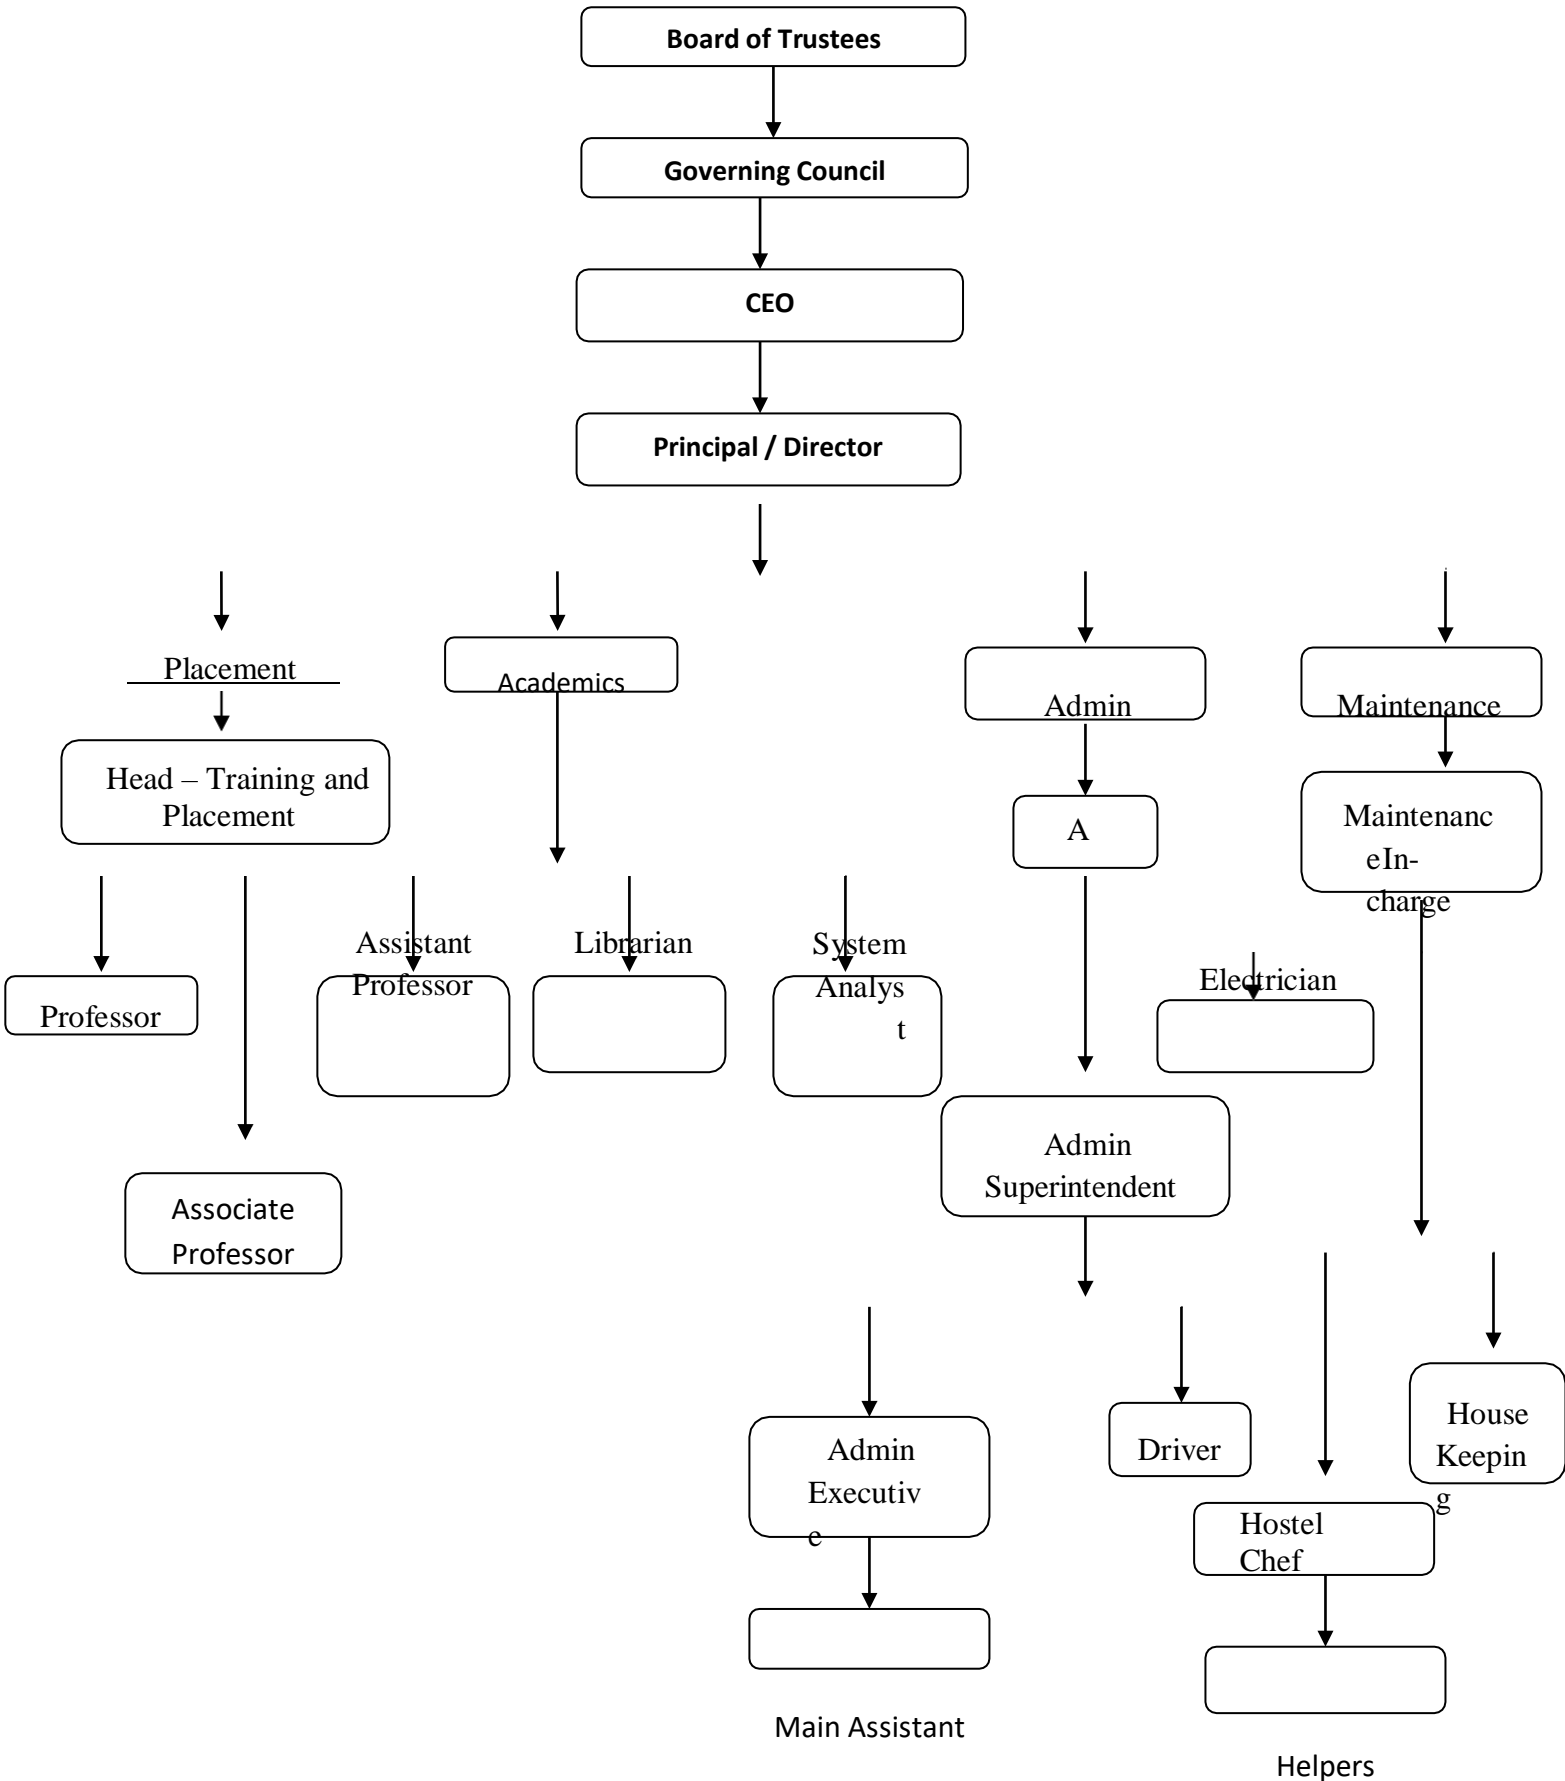 Board of Trustees
Governing Council
CEO
Principal / Director
Placement
Academics
Admin
Maintenance
Head – Training and
Placement
A
Maintenanc
eIn-
charge
Assistant
Professor
Librarian
System
Analys
t
Electrician
Professor
Admin
Superintendent
Associate
Professor
Admin
Executiv
e
Driver
House
Keepin
g
Hostel
Chef
Main Assistant
Helpers